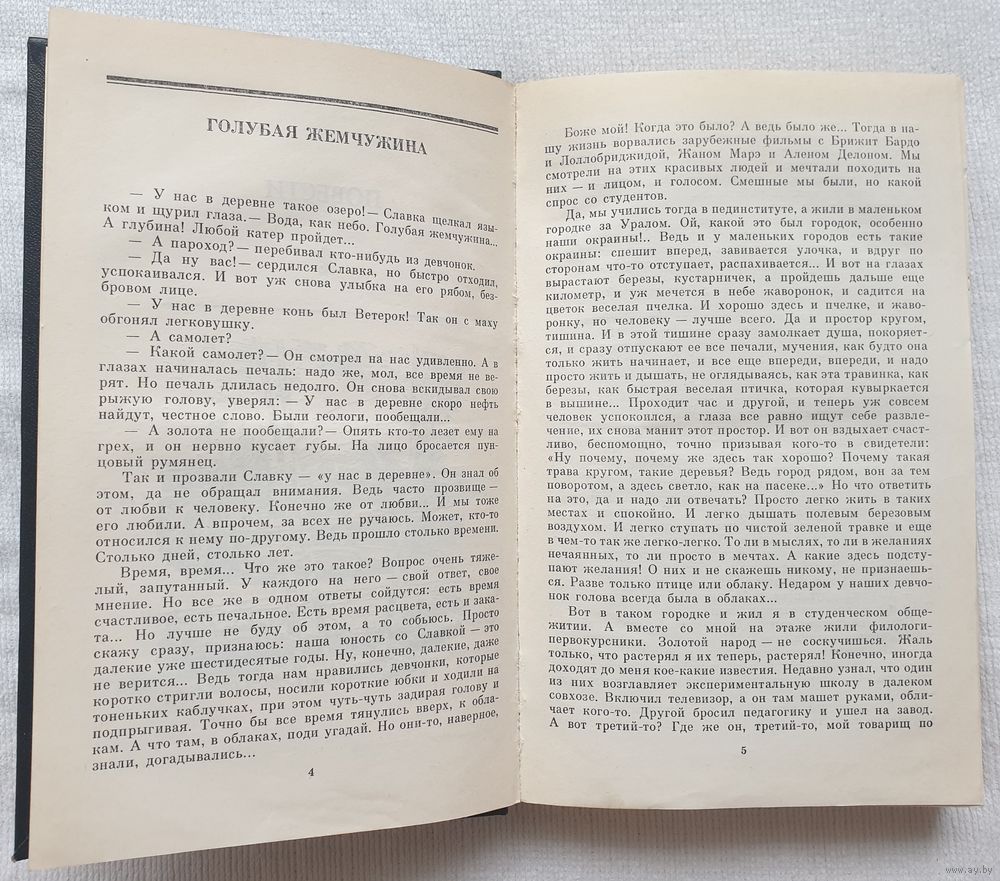 ГОЛУБАЯ ЖЕМЧУЖИНА
— У нас в деревне такое озеро!— Славка щелкал язы-
ком и щурил глаза.— Вода, как небо. Голубая жемчужина...
А глубина! Любой катер пройдет...
— А пароход?— перебивал кто-нибудь из девчонок.
— Да ну вас!— сердился Славка, но быстро отходил,
успокаивался. И вот уж снова улыбка на его рябом, без-
бровом лице.
— У нас в деревне конь был Ветерок! Так он с маху
обгонял легковушку.
— А самолет?
— Какой самолет?— Он смотрел на нас удивленно. А в
глазах начиналась печаль: надо же, мол, все время не ве-
рят. Но печаль длилась недолго. Он снова вскидывал свою
рыжую голову, уверял: — У нас в деревне скоро нефть
найдут, честное слово. Были геологи, пообещали...
— А золота не пообещали?— Опять кто-то лезет ему на
грех, и он нервно кусает губы. На лицо бросается пун-
цовый румянец.
Так и прозвали Славку — «у нас в деревне». Он знал об
этом, да не обращал внимания. Ведь часто прозвище —
от любви к человеку. Конечно же от любви... И мы тоже
его любили. А впрочем, за всех не ручаюсь. Может, кто-то
относился к нему по-другому. Ведь прошло столько времени.
Столько дней, столько лет.
Время, время... Что же это такое? Вопрос очень тяже-
лый, запутанный. У каждого на него — свой ответ, свое
мнение. Но все же в одном ответы сойдутся: есть время
счастливое, есть печальное. Есть время расцвета, есть и зака-
та... Но лучше не буду об этом, а то собьюсь. Просто
скажу сразу, признаюсь: наша юность со Славкой — это
далекие уже шестидесятые годы. Ну, конечно, далекие, даже
не верится... Ведь тогда нам нравились девчонки, которые
коротко стригли волосы, носили короткие юбки и ходили на
тоненьких каблучках, при этом чуть-чуть задирая голову и
подпрыгивая. Точно бы все время тянулись вверх, к обла-
кам. А что там, в облаках, поди угадай. Но они-то, наверное,
знали, догадывались...
4
Боже мой! Когда это было? А ведь было же... Тогда в на-
шу жизнь ворвались зарубежные фильмы с Брижит Бардо
и Лоллобриджидой, Жаном Марэ и Аленом Делоном. Мы
смотрели на этих красивых людей и мечтали походить на
них — и лицом, и голосом. Смешные мы были, но какой
спрос со студентов.
Да, мы учились тогда в пединституте, а жили в маленьком
городке за Уралом. Ой, какой это был городок, особенно
наши окраины!.. Ведь и у маленьких городов есть такие
окраины: спешит вперед, завивается улочка, и вдруг по
сторонам что-то отступает, распахивается... И вот на глазах
вырастают березы, кустарничек, а пройдешь дальше еще
километр, и уж мечется в небе жаворонок, и садится на
цветок веселая пчелка. И хорошо здесь и пчелке, и жаво-
ронку, но человеку — лучше всего. Да и простор кругом,
тишина. И в этой тишине сразу замолкает душа, покоряет-
ся, и сразу отпускают ее все печали, мучения, как будто она
только жить начинает, и все еще впереди, впереди, и надо
просто жить и дышать, не оглядываясь, как эта травинка, как
березы, как быстрая веселая птичка, которая кувыркается
в вышине... Проходит час и другой, и теперь уж совсем
человек успокоился, а глаза все равно ищут себе развле-
чение, их снова манит этот простор. И вот он вздыхает счаст-
ливо, беспомощно, точно призывая кого-то в свидетели:
«Ну почему, почему же здесь так хорошо? Почему такая
трава кругом, такие деревья? Ведь город рядом, вон за тем
поворотом, а здесь светло, как на пасеке...» Но что ответить
на это, да и надо ли отвечать? Просто легко жить в таких
местах и спокойно. И легко дышать полевым березовым
воздухом. И легко ступать по чистой зеленой травке и еще
в чем-то так же легко-легко. То ли в мыслях, то ли в желаниях
нечаянных, то ли просто в мечтах. А какие здесь подсту-
пают желания! О них и не скажешь никому, не признаешь-
ся. Разве только птице или облаку. Недаром у наших девчо-
нок голова всегда была в облаках...
Вот в таком городке и жил я в студенческом обще-
житии. А вместе со мной на этаже жили филологи-
первокурсники. Золотой народ — не соскучишься. Жаль
только, что растерял я их теперь, растерял! Конечно, иногда
доходят до меня кое-какие известия. Недавно узнал, что один
из них возглавляет экспериментальную школу в далеком
совхозе. Включил телевизор, а он там машет руками, обли-
чает кого-то. Другой бросил педагогику и ушел на завод.
А вот третий-то? Где же он, третий-то, мой товарищ по
5
www.ay.by